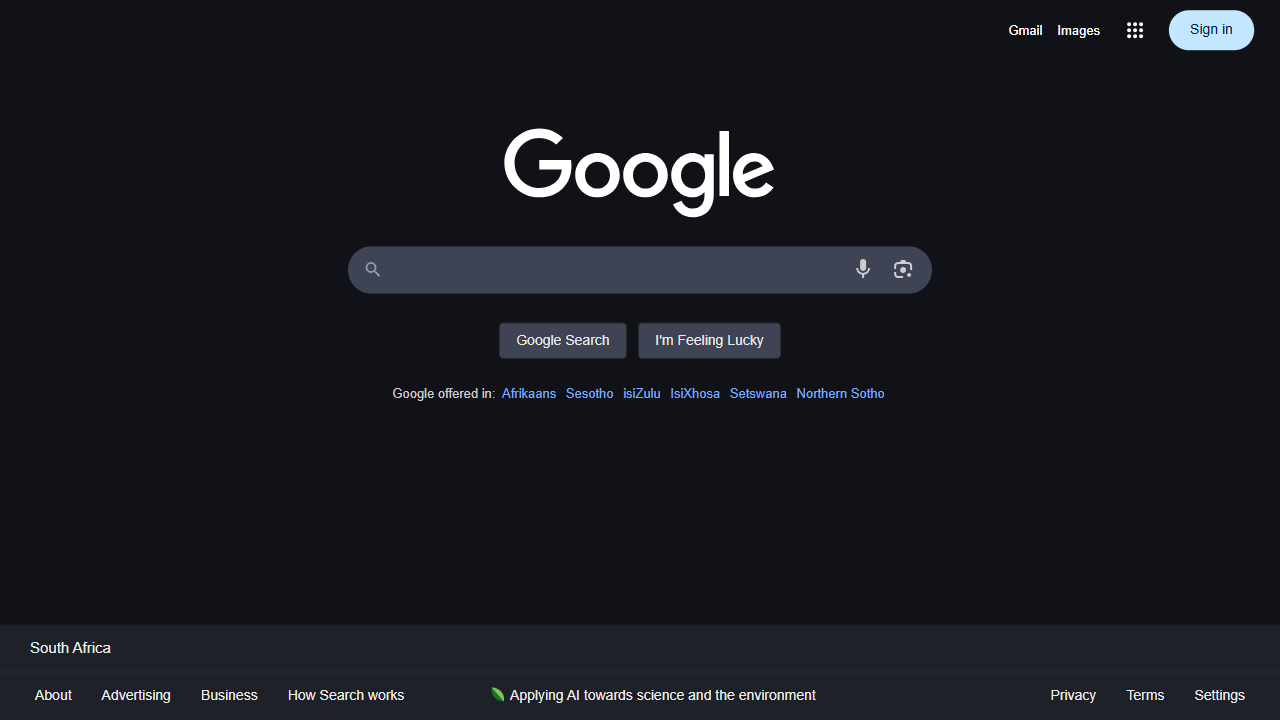 Gmail Images Sign in
Google
Google Search I'm Feeling Lucky
Google offered in: Afrikaans Sesotho isiZulu IsiXhosa Setswana Northern Sotho
South Africa
About Advertising Business How Search works Applying AI towards science and the environment Privacy Terms Settings